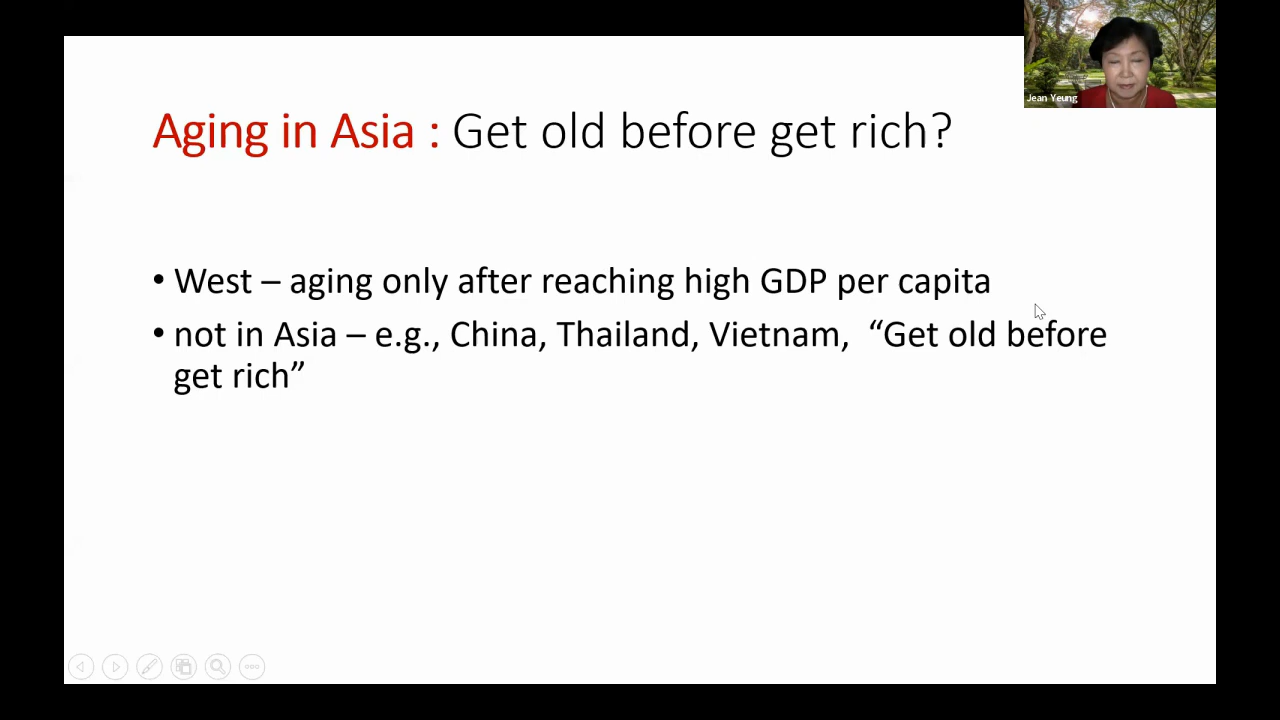 Jean Yeung
Aging in Asia : Get old before get rich?
• West – aging only after reaching high GDP per capita
• not in Asia – e.g., China, Thailand, Vietnam,  “Get old before
get rich”